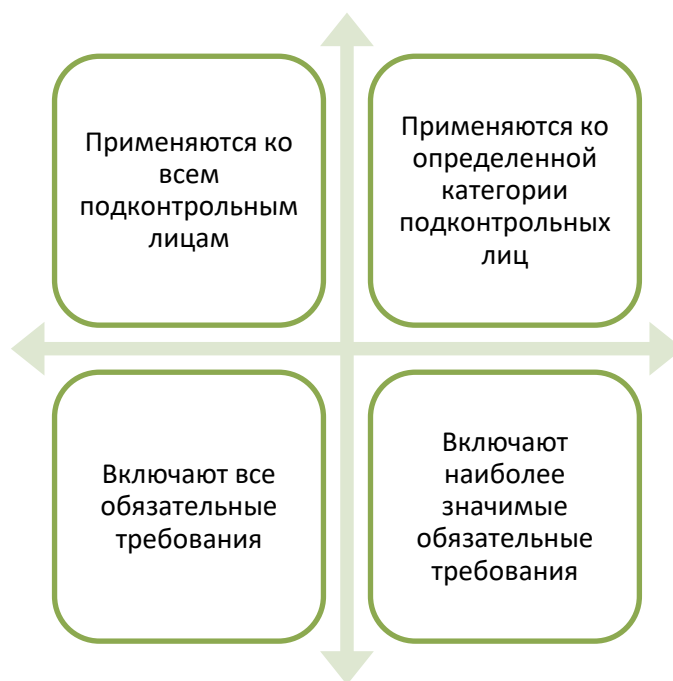 Применяются ко
всем
подконтрольным
лицам
Применяются ко
определенной
категории
подконтрольных
лиц
Включают все
обязательные
требования
Включают
наиболее
значимые
обязательные
требования